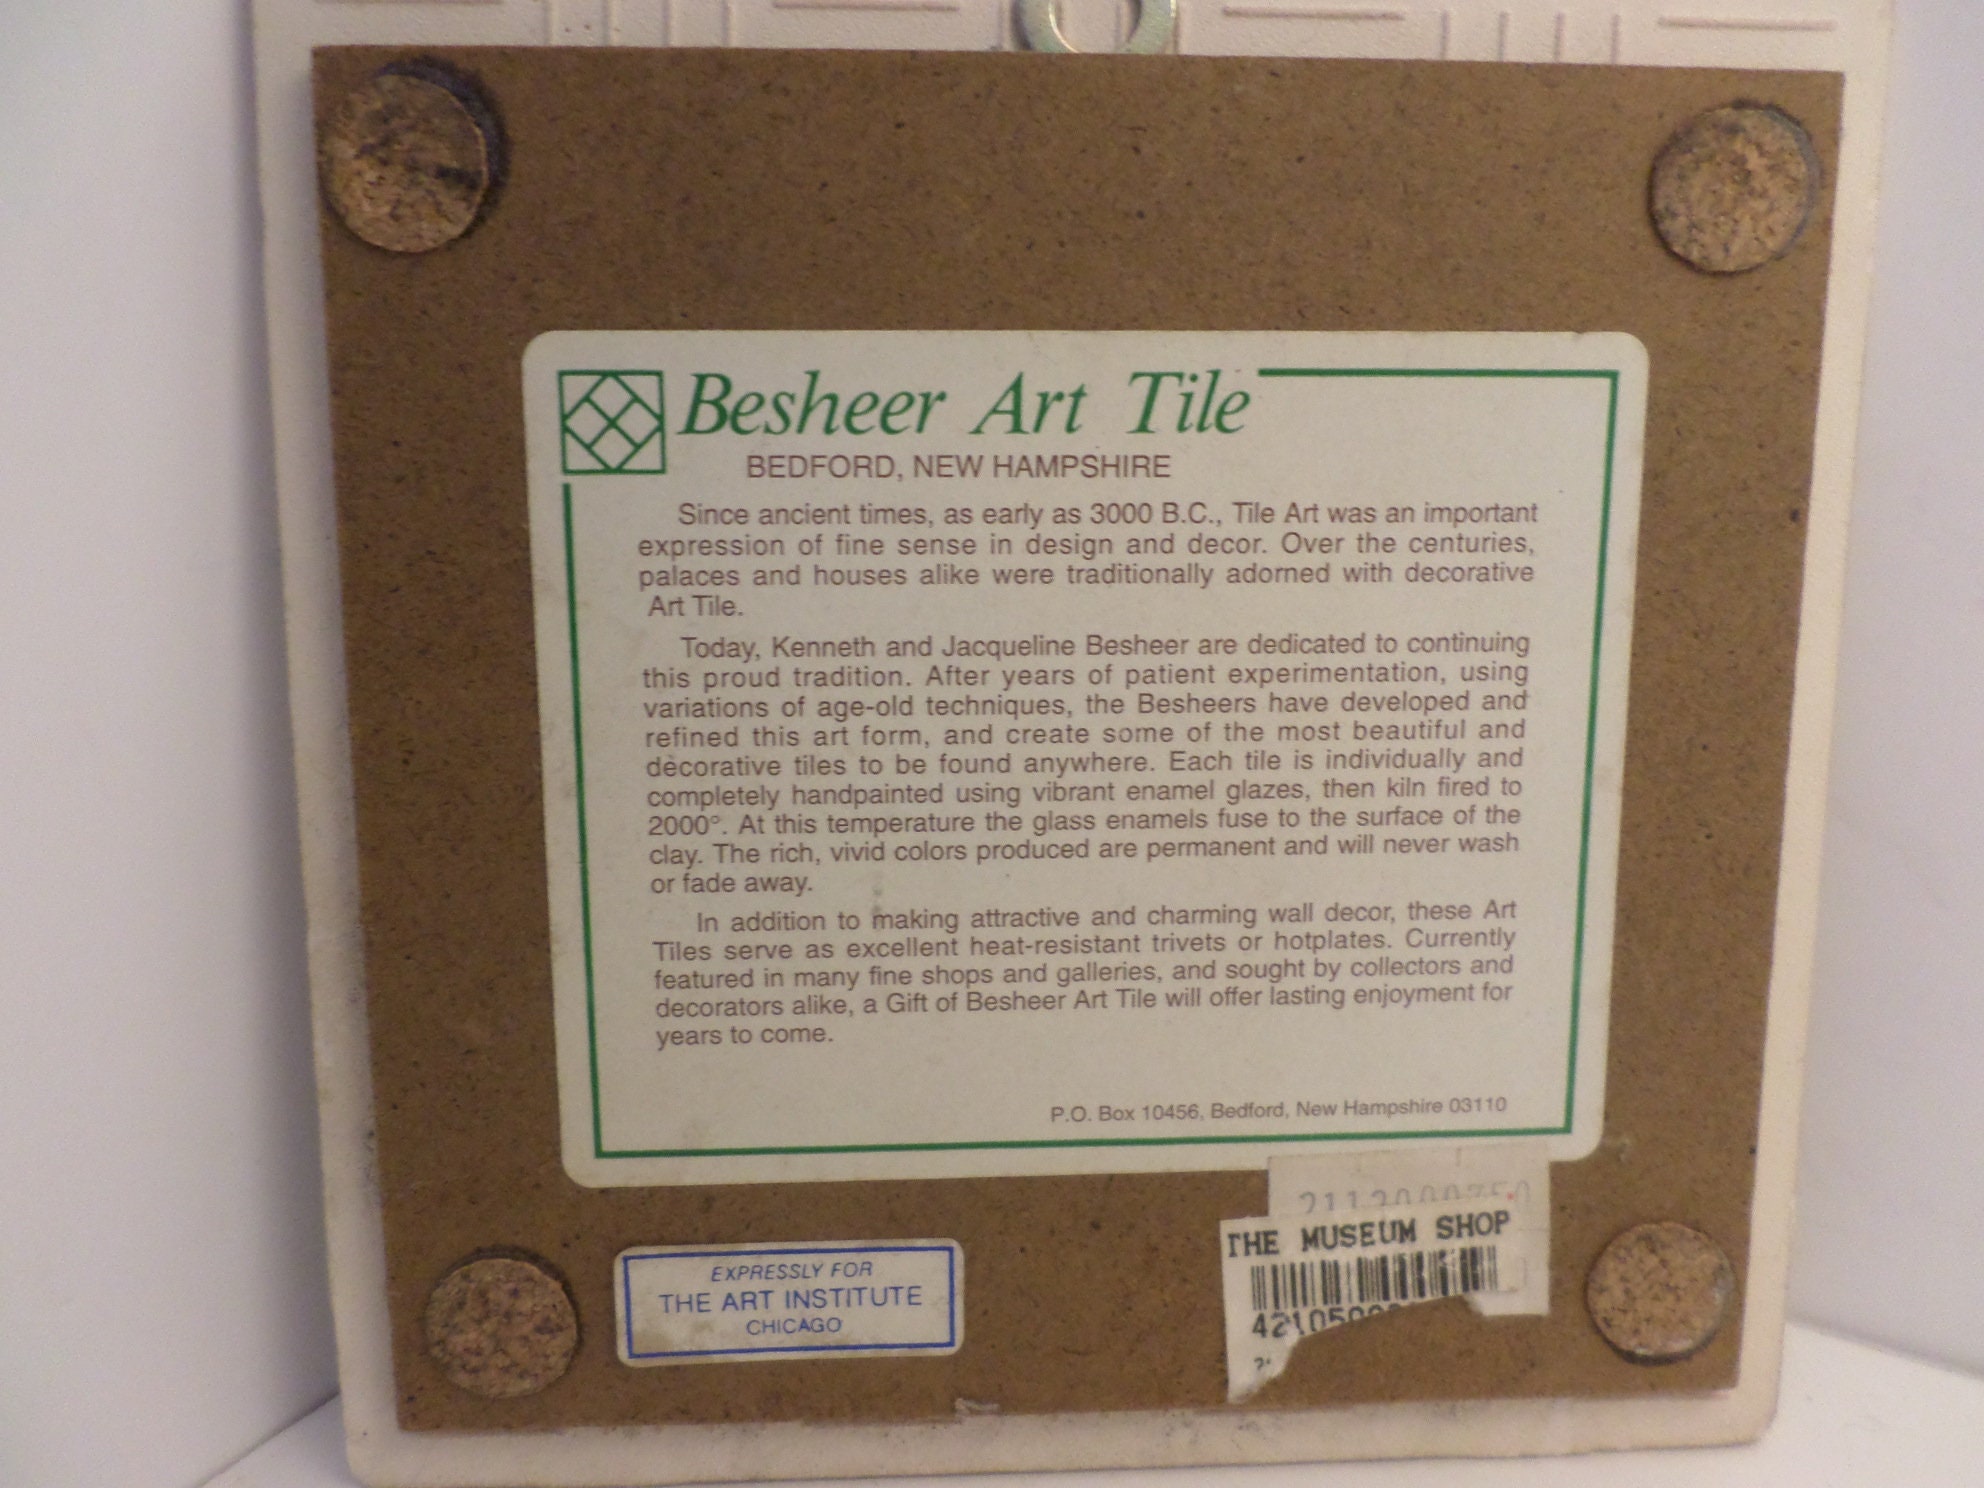 Besheer Art Tile
BEDFORD, NEW HAMPSHIRE
Since ancient times, as early as 3000 B.C., Tile Art was an important
expression of fine sense in design and decor. Over the centuries,
palaces and houses alike were traditionally adorned with decorative
Art Tile.
Today, Kenneth and Jacqueline Besheer are dedicated to continuing
this proud tradition. After years of patient experimentation, using
variations of age-old techniques, the Besheers have developed and
refined this art form, and create some of the most beautiful and
decorative tiles to be found anywhere. Each tile is individually and
completely handpainted using vibrant enamel glazes, then kiln fired to
2000°. At this temperature the glass enamels fuse to the surface of the
clay. The rich, vivid colors produced are permanent and will never wash
or fade away.
In addition to making attractive and charming wall decor, these Art
Tiles serve as excellent heat-resistant trivets or hotplates. Currently
featured in many fine shops and galleries, and sought by collectors and
decorators alike, a Gift of Besheer Art Tile will offer lasting enjoyment for
years to come.
P.O. Box 10456, Bedford, New Hampshire 03110
EXPRESSLY FOR
THE ART INSTITUTE
CHICAGO
THE MUSEUM SHOP